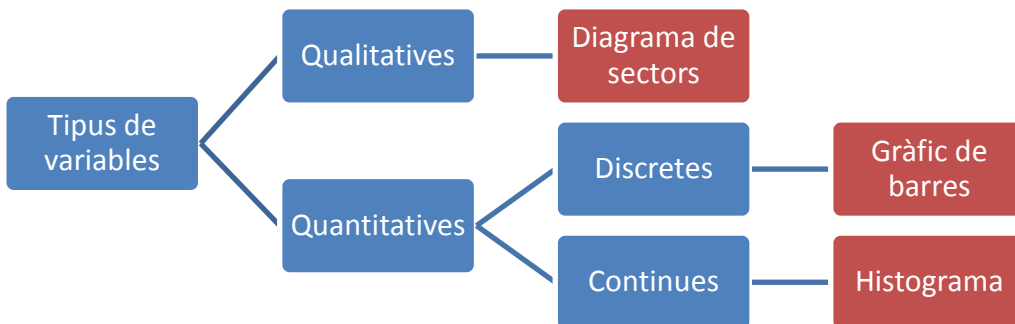 Tipus de
variables
Qualitatives
Diagrama de
sectors
Quantitatives
Discretes
Gràfic de
barres
Continues
Histograma